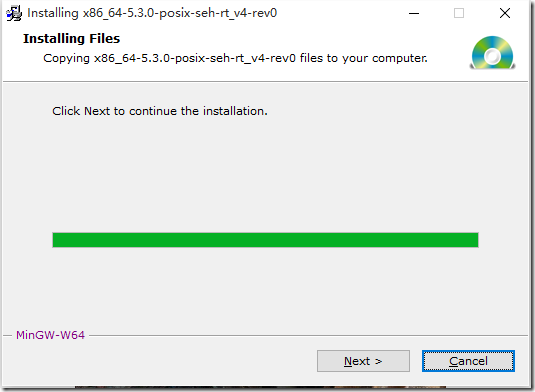 Installing x86_64-5.3.0-posix-seh-rt_v4-rev0
Installing Files
Copying x86_64-5.3.0-posix-seh-rt_v4-rev0 files to your computer.
Click Next to continue the installation.
MinGW-W64
Next >
Cancel